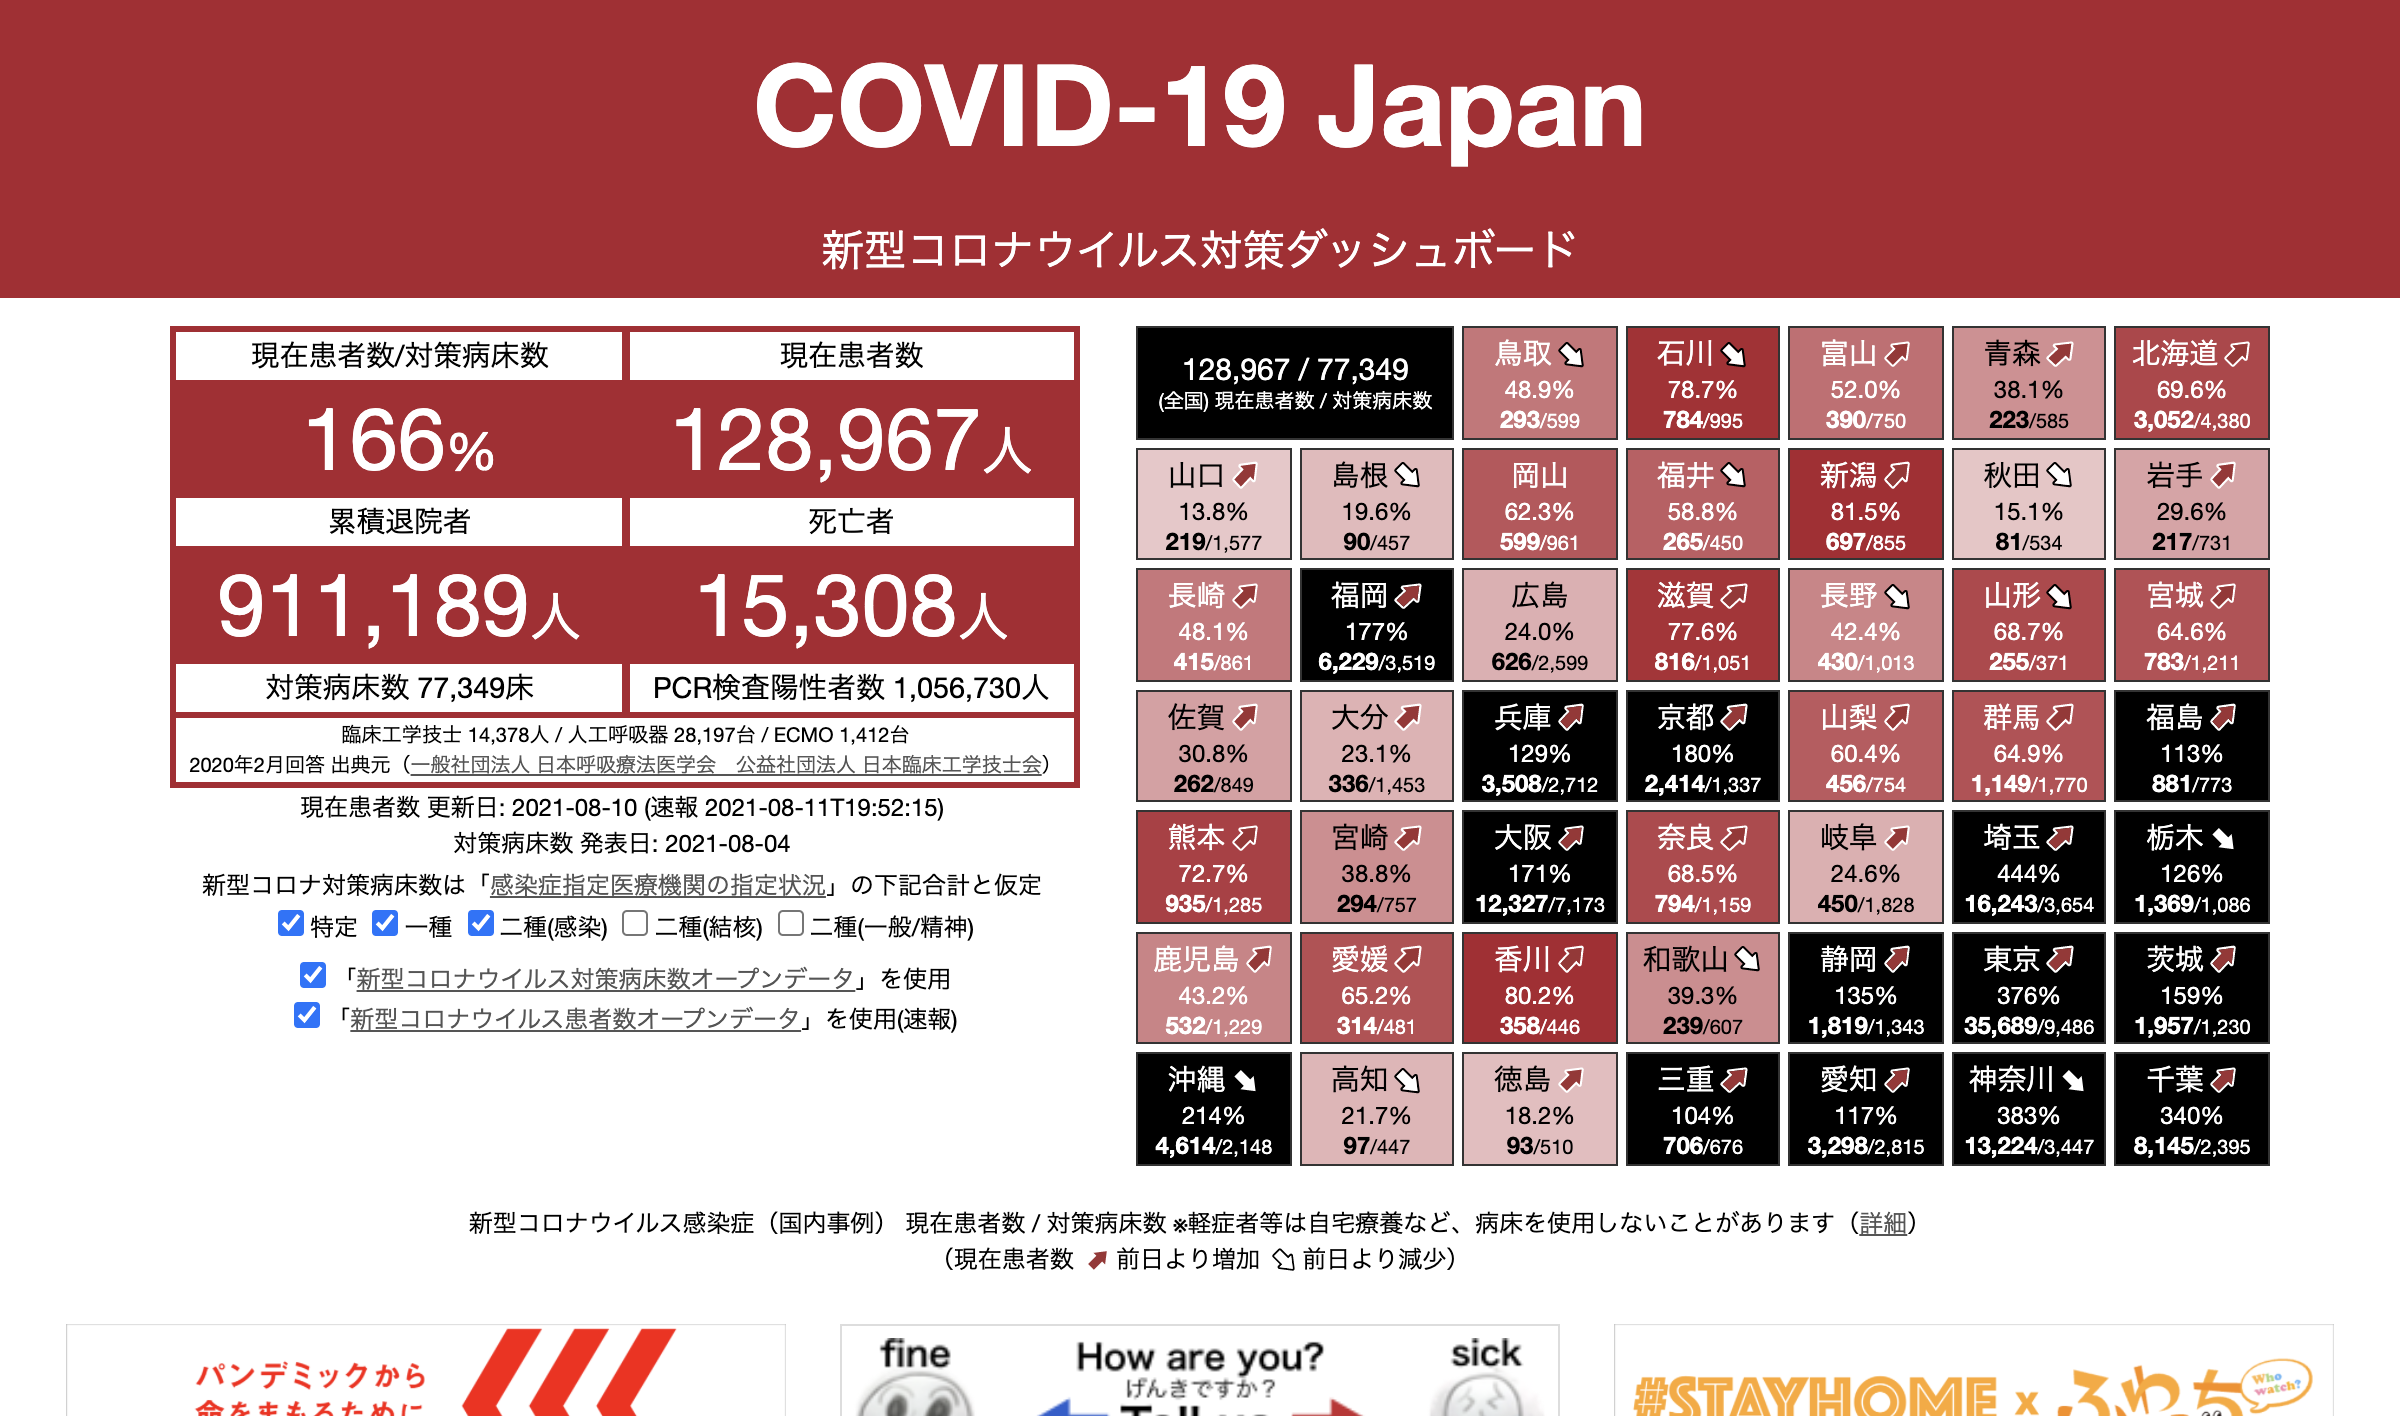 COVID-19 Japan
新型コロナウイルス対策ダッシュボード
現在患者数/対策病床数
現在患者数
166%
128,967人
累積退院者
死亡者
911,189人
15,308人
対策病床数 77,349床
PCR検査陽性者数 1,056,730人
臨床工学技士 14,378人 / 人工呼吸器 28,197台 / ECMO 1,412台
2020年2月回答 出典元（一般社団法人 日本呼吸療法医学会　公益社団法人 日本臨床工学技士会）
現在患者数 更新日: 2021-08-10 (速報 2021-08-11T19:52:15)
対策病床数 発表日: 2021-08-04
新型コロナ対策病床数は「感染症指定医療機関の指定状況」の下記合計と仮定
特定 一種 二種(感染) 二種(結核) 二種(一般/精神)
「新型コロナウイルス対策病床数オープンデータ」を使用
「新型コロナウイルス患者数オープンデータ」を使用(速報)
128,967 / 77,349
(全国) 現在患者数 / 対策病床数
鳥取
48.9%
293/599
石川
78.7%
784/995
富山
52.0%
390/750
青森
38.1%
223/585
北海道
69.6%
3,052/4,380
山口
13.8%
219/1,577
島根
19.6%
90/457
岡山
62.3%
599/961
福井
58.8%
265/450
新潟
81.5%
697/855
秋田
15.1%
81/534
岩手
29.6%
217/731
長崎
48.1%
415/861
福岡
177%
6,229/3,519
広島
24.0%
626/2,599
滋賀
77.6%
816/1,051
長野
42.4%
430/1,013
山形
68.7%
255/371
宮城
64.6%
783/1,211
佐賀
30.8%
262/849
大分
23.1%
336/1,453
兵庫
129%
3,508/2,712
京都
180%
2,414/1,337
山梨
60.4%
456/754
群馬
64.9%
1,149/1,770
福島
113%
881/773
熊本
72.7%
935/1,285
宮崎
38.8%
294/757
大阪
171%
12,327/7,173
奈良
68.5%
794/1,159
岐阜
24.6%
450/1,828
埼玉
444%
16,243/3,654
栃木
126%
1,369/1,086
鹿児島
43.2%
532/1,229
愛媛
65.2%
314/481
香川
80.2%
358/446
和歌山
39.3%
239/607
静岡
135%
1,819/1,343
東京
376%
35,689/9,486
茨城
159%
1,957/1,230
沖縄
214%
4,614/2,148
高知
21.7%
97/447
徳島
18.2%
93/510
三重
104%
706/676
愛知
117%
3,298/2,815
神奈川
383%
13,224/3,447
千葉
340%
8,145/2,395
新型コロナウイルス感染症（国内事例） 現在患者数 / 対策病床数 ※軽症者等は自宅療養など、病床を使用しないことがあります（詳細）
（現在患者数 前日より増加 前日より減少）
パンデミックから
命をまもるために
fine
How are you?
sick
げんきですか？
Tell us
#STAYHOME x ふわっち
Who
watch?